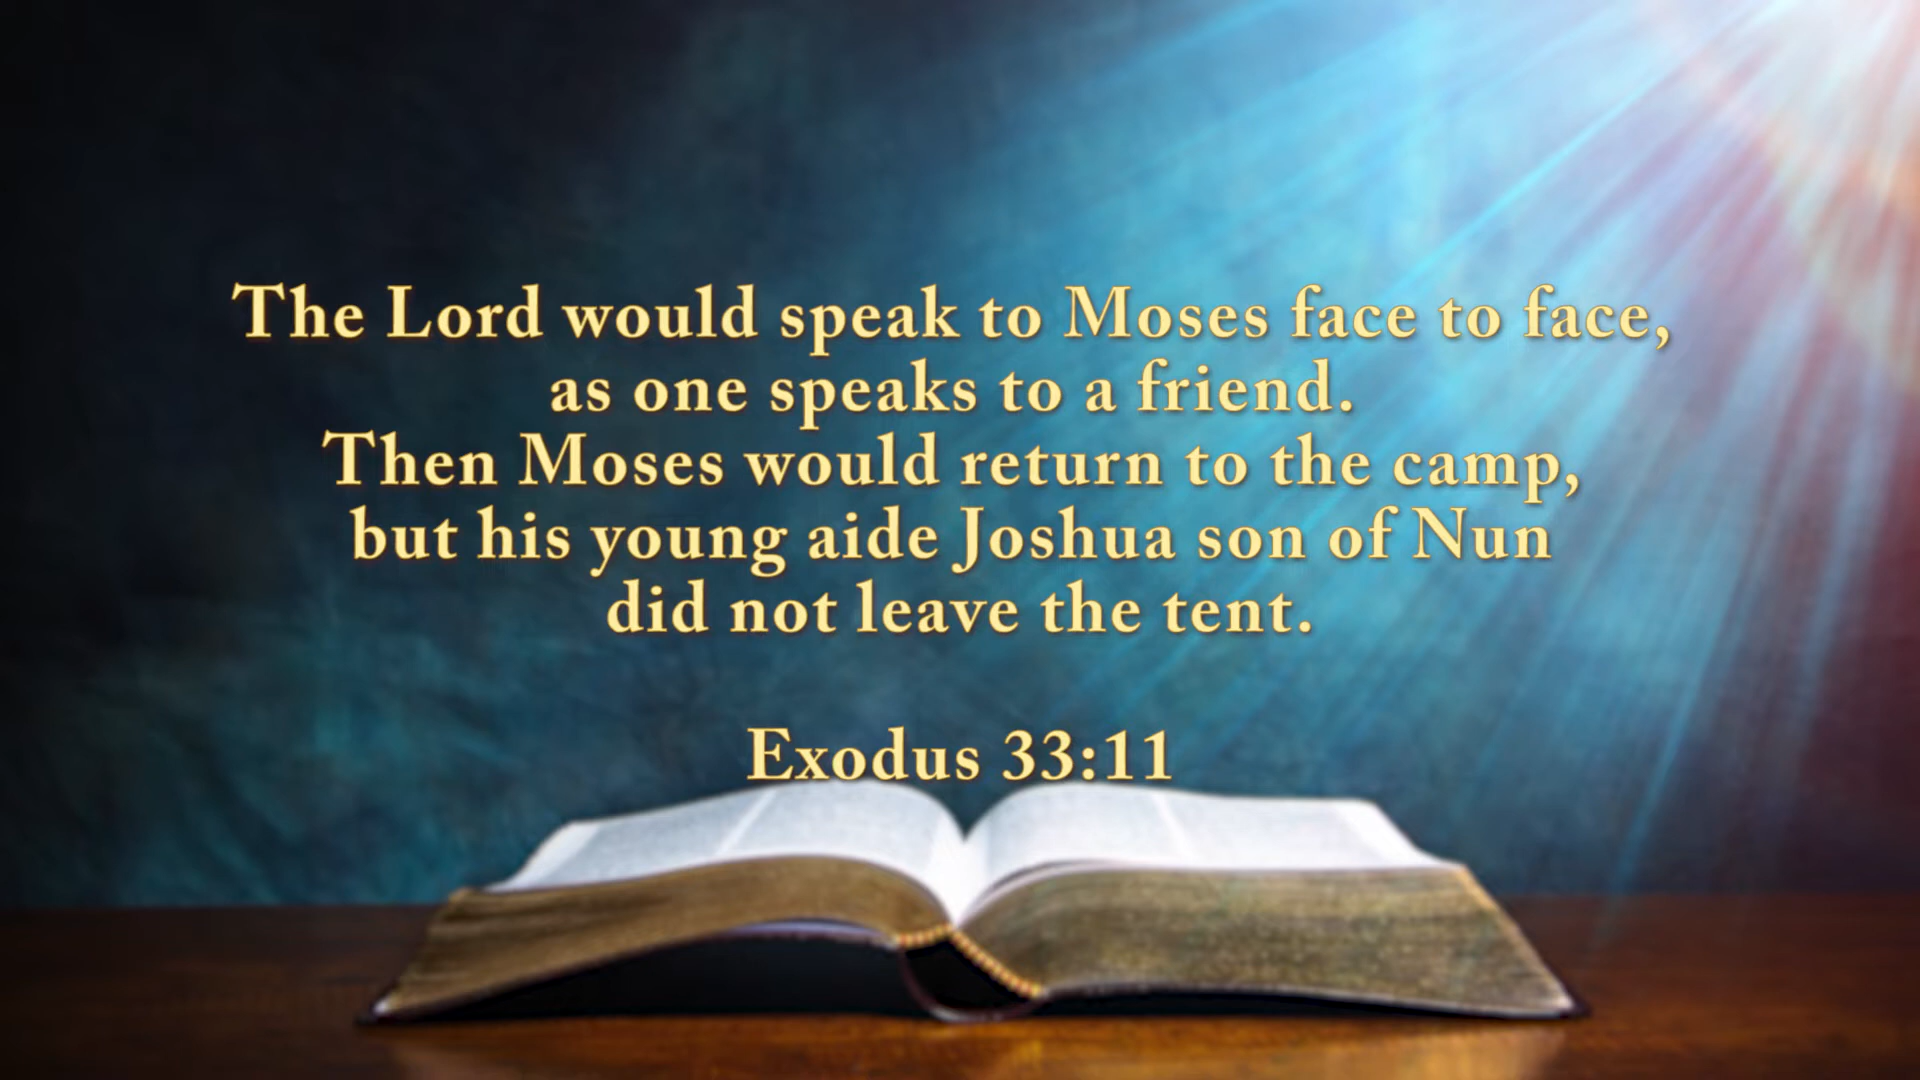 The Lord would speak to Moses face to face,
as one speaks to a friend.
Then Moses would return to the camp,
but his young aide Joshua son of Nun
did not leave the tent.
Exodus 33:11